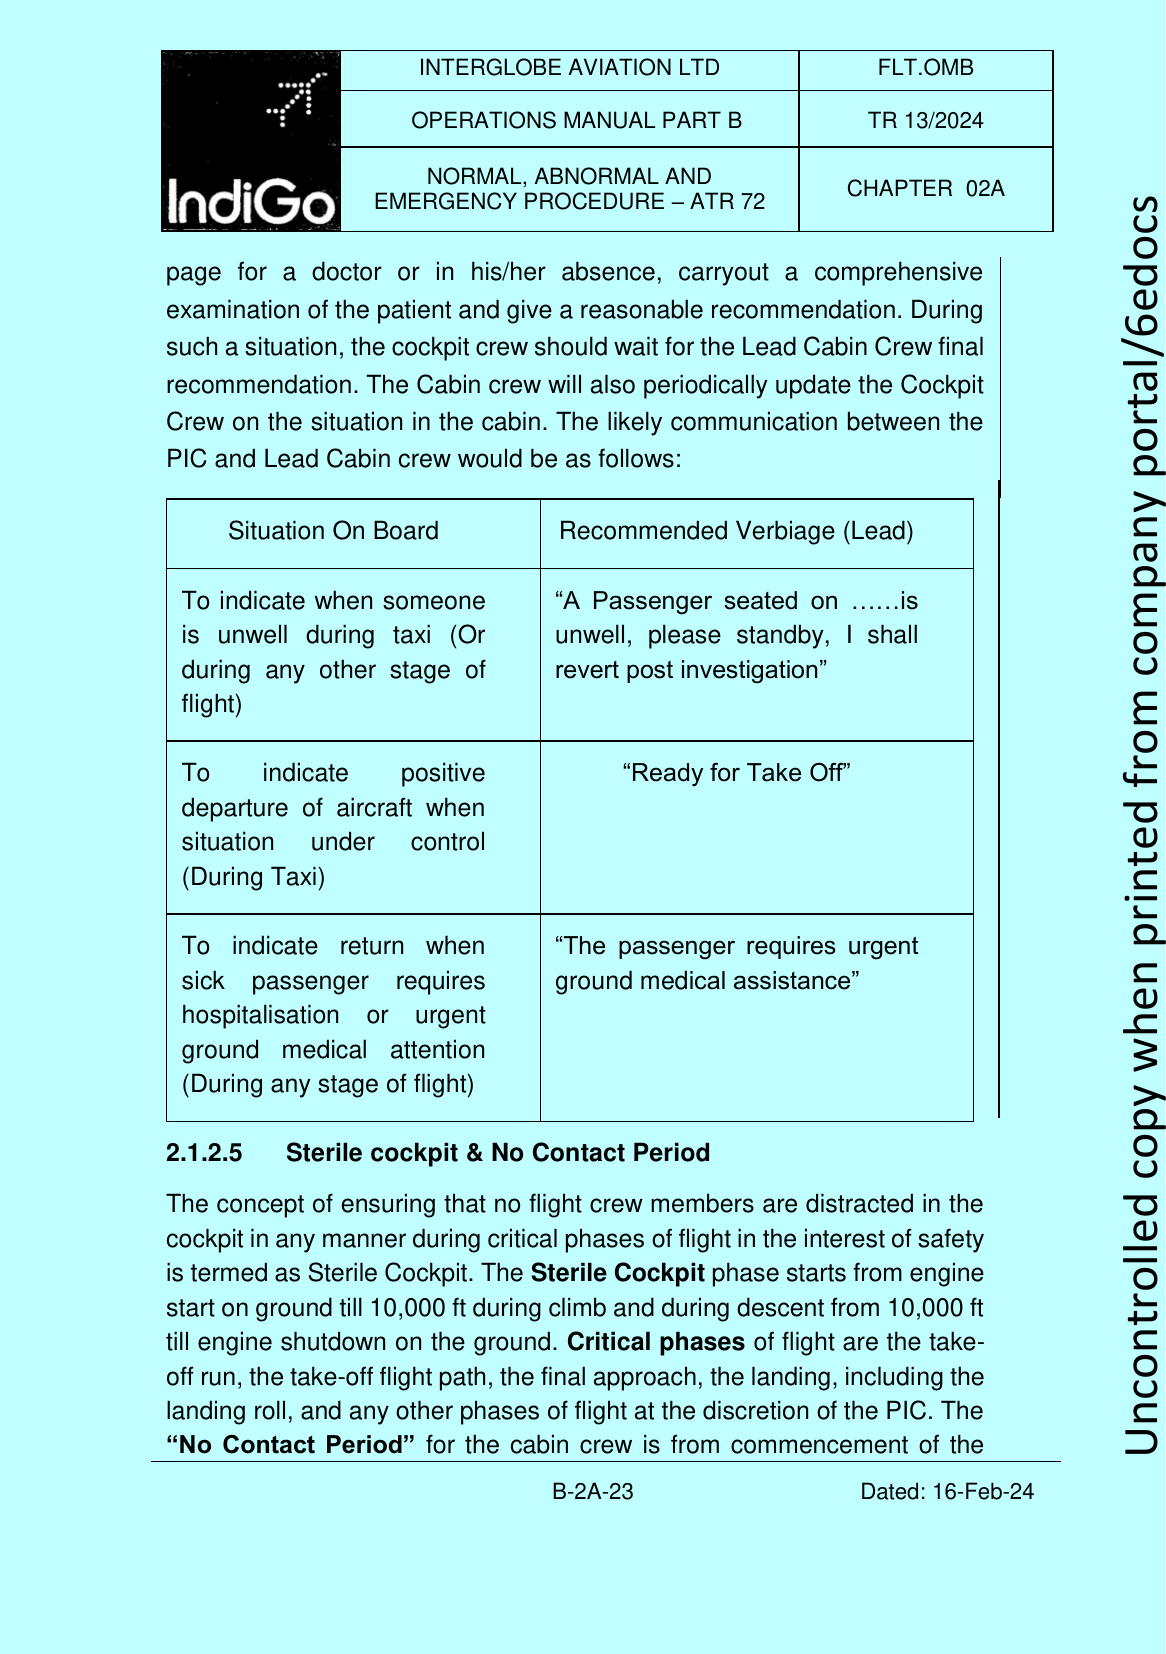 INTERGLOBE AVIATION LTD
FLT.OMB
OPERATIONS MANUAL PART B
TR 13/2024
NORMAL, ABNORMAL AND
EMERGENCY PROCEDURE – ATR 72
CHAPTER 02A
IndiGo
page for a doctor or in his/her absence, carryout a comprehensive
examination of the patient and give a reasonable recommendation. During
such a situation, the cockpit crew should wait for the Lead Cabin Crew final
recommendation. The Cabin crew will also periodically update the Cockpit
Crew on the situation in the cabin. The likely communication between the
PIC and Lead Cabin crew would be as follows:
Situation On Board
Recommended Verbiage (Lead)
To indicate when someone
is unwell during taxi (Or
during any other stage of
flight)
“A Passenger seated on ……is
unwell, please standby, I shall
revert post investigation”
To indicate positive
departure of aircraft when
situation under control
(During Taxi)
“Ready for Take Off”
To indicate return when
sick passenger requires
hospitalisation or urgent
ground medical attention
(During any stage of flight)
“The passenger requires urgent
ground medical assistance”
2.1.2.5 Sterile cockpit & No Contact Period
The concept of ensuring that no flight crew members are distracted in the
cockpit in any manner during critical phases of flight in the interest of safety
is termed as Sterile Cockpit. The Sterile Cockpit phase starts from engine
start on ground till 10,000 ft during climb and during descent from 10,000 ft
till engine shutdown on the ground. Critical phases of flight are the take-
off run, the take-off flight path, the final approach, the landing, including the
landing roll, and any other phases of flight at the discretion of the PIC. The
“No Contact Period” for the cabin crew is from commencement of the
B-2A-23
Dated: 16-Feb-24
Uncontrolled copy when printed from company portal/6edocs